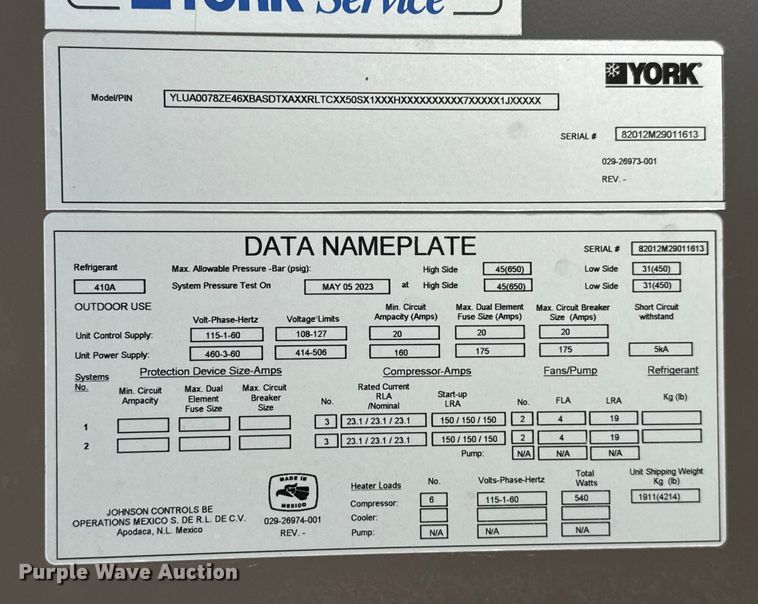 YORK Service
YORK
Model/PIN YLUA0078ZE46XBASDTXAXXRLTCXX50SX1XXXHXXXXXXXXXX7XXXXX1JXXXXX
SERIAL # 82012M29011613
029-26973-001
REV. -
DATA NAMEPLATE SERIAL # 82012M29011613
Refrigerant Max. Allowable Pressure -Bar (psig): High Side 45(650) Low Side 31(450)
410A System Pressure Test On MAY 05 2023 at High Side 45(650) Low Side 31(450)
OUTDOOR USE
Volt-Phase-Hertz Voltage Limits Min. Circuit Ampacity (Amps) Max. Dual Element Fuse Size (Amps) Max. Circuit Breaker Size (Amps) Short Circuit withstand
Unit Control Supply: 115-1-60 108-127 20 20 20
Unit Power Supply: 460-3-60 414-506 160 175 175 5kA
Systems No. Protection Device Size-Amps Compressor-Amps Fans/Pump Refrigerant
Min. Circuit Ampacity Max. Dual Element Fuse Size Max. Circuit Breaker Size No. Rated Current RLA /Nominal Start-up LRA No. FLA LRA Kg (lb)
1 3 23.1 / 23.1 / 23.1 150 / 150 / 150 2 4 19
2 3 23.1 / 23.1 / 23.1 150 / 150 / 150 2 4 19
Pump: N/A N/A N/A
Heater Loads No. Volts-Phase-Hertz Total Watts Unit Shipping Weight Kg (lb)
Compressor: 6 115-1-60 540 1911(4214)
Cooler:
Pump: N/A N/A N/A
MADE IN
MEXICO
JOHNSON CONTROLS BE
OPERATIONS MEXICO S. DE R.L. DE C.V.
Apodaca, N.L. Mexico
029-26974-001
REV. -
Purple Wave Auction